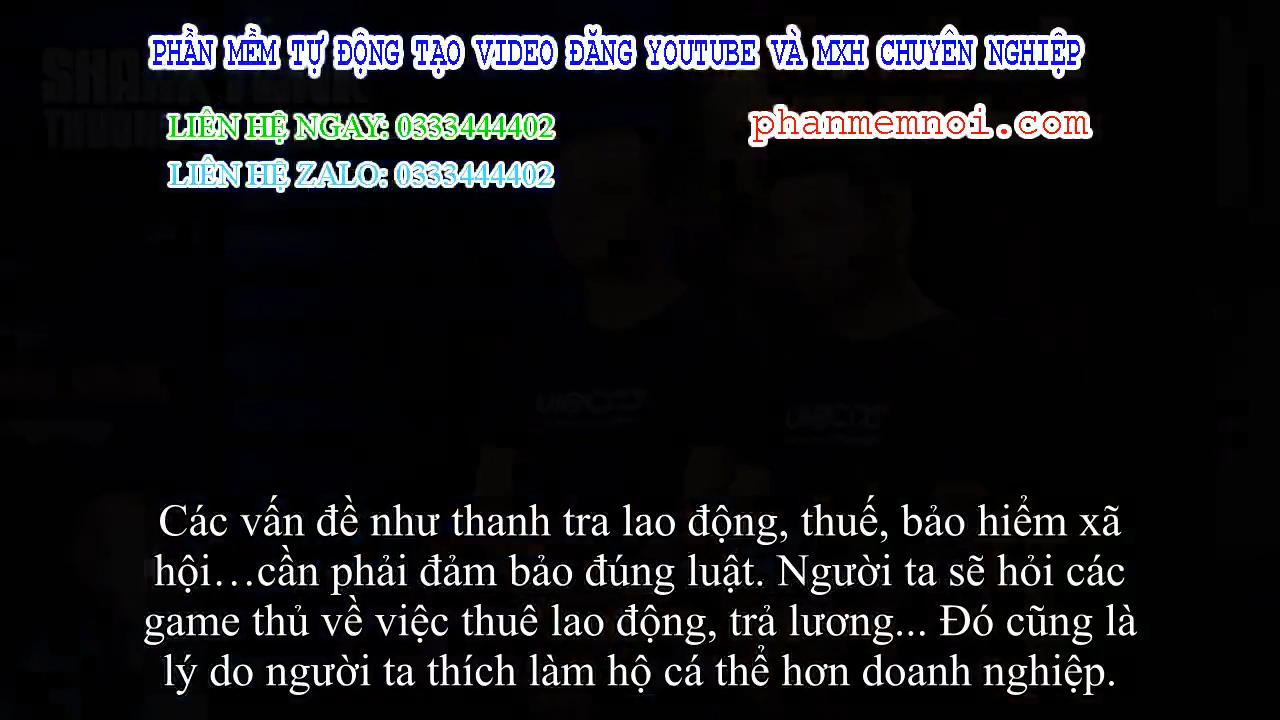 PHẦN MỀM TỰ ĐỘNG TẠO VIDEO ĐĂNG YOUTUBE VÀ MXH CHUYÊN NGHIỆP
LIÊN HỆ NGAY: 0333444402
phanmemnoi.com
LIÊN HỆ ZALO: 0333444402
Các vấn đề như thanh tra lao động, thuế, bảo hiểm xã
hội…cần phải đảm bảo đúng luật. Người ta sẽ hỏi các
game thủ về việc thuê lao động, trả lương... Đó cũng là
lý do người ta thích làm hộ cá thể hơn doanh nghiệp.